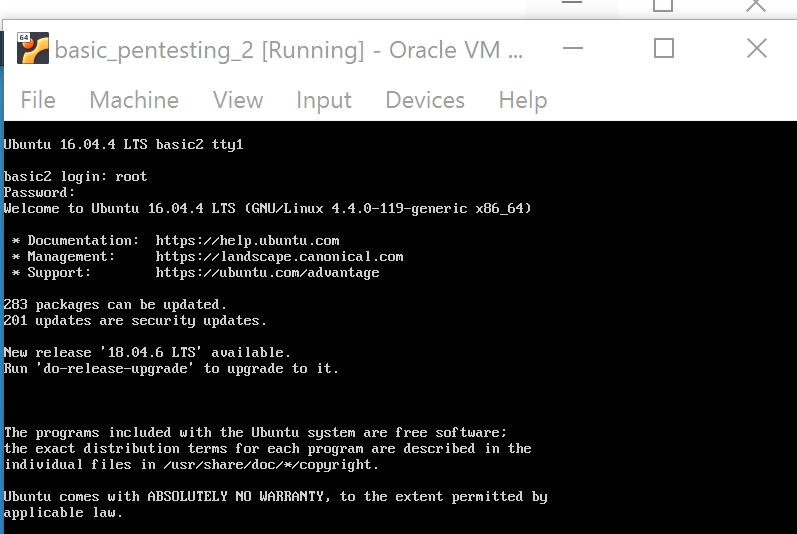 64
basic_pentesting_2 [Running] - Oracle VM ...
File Machine View Input Devices Help
Ubuntu 16.04.4 LTS basic2 tty1
basic2 login: root
Password:
Welcome to Ubuntu 16.04.4 LTS (GNU/Linux 4.4.0-119-generic x86_64)
* Documentation: https://help.ubuntu.com
* Management: https://landscape.canonical.com
* Support: https://ubuntu.com/advantage
283 packages can be updated.
201 updates are security updates.
New release '18.04.6 LTS' available.
Run 'do-release-upgrade' to upgrade to it.
The programs included with the Ubuntu system are free software;
the exact distribution terms for each program are described in the
individual files in /usr/share/doc/*/copyright.
Ubuntu comes with ABSOLUTELY NO WARRANTY, to the extent permitted by
applicable law.